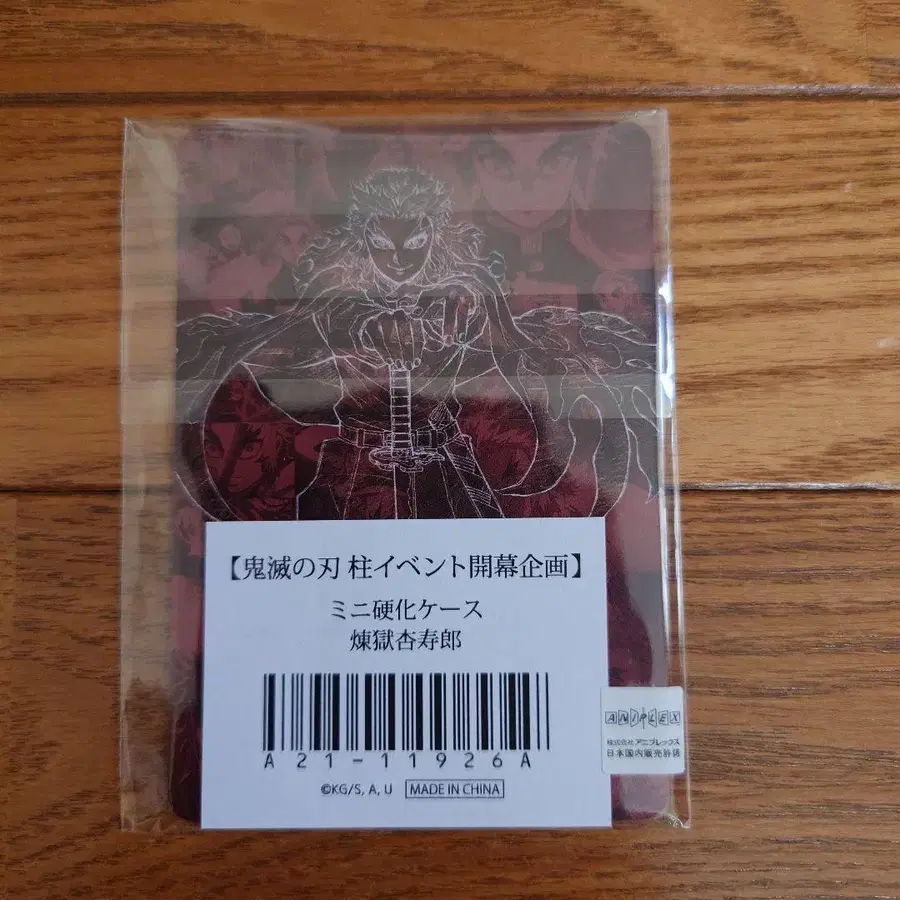 【鬼滅の刃 柱イベント開幕企画】
ミニ硬化ケース
煉獄杏寿郎
A21-11926A
©KG/S, A, U MADE IN CHINA
ANIPLEX
株式会社 アニプレックス
日本国内販売許諾